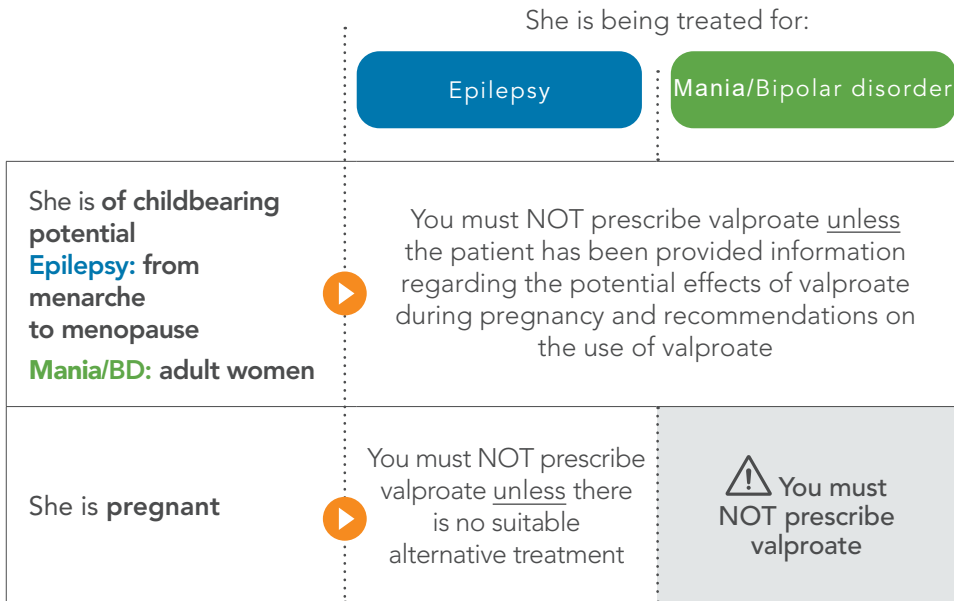 She is being treated for:
Epilepsy
Mania/Bipolar disorder
She is of childbearing
potential
Epilepsy: from
menarche
to menopause
Mania/BD: adult women
You must NOT prescribe valproate unless
the patient has been provided information
regarding the potential effects of valproate
during pregnancy and recommendations on
the use of valproate
She is pregnant
You must NOT prescribe
valproate unless there
is no suitable
alternative treatment
You must
NOT prescribe
valproate